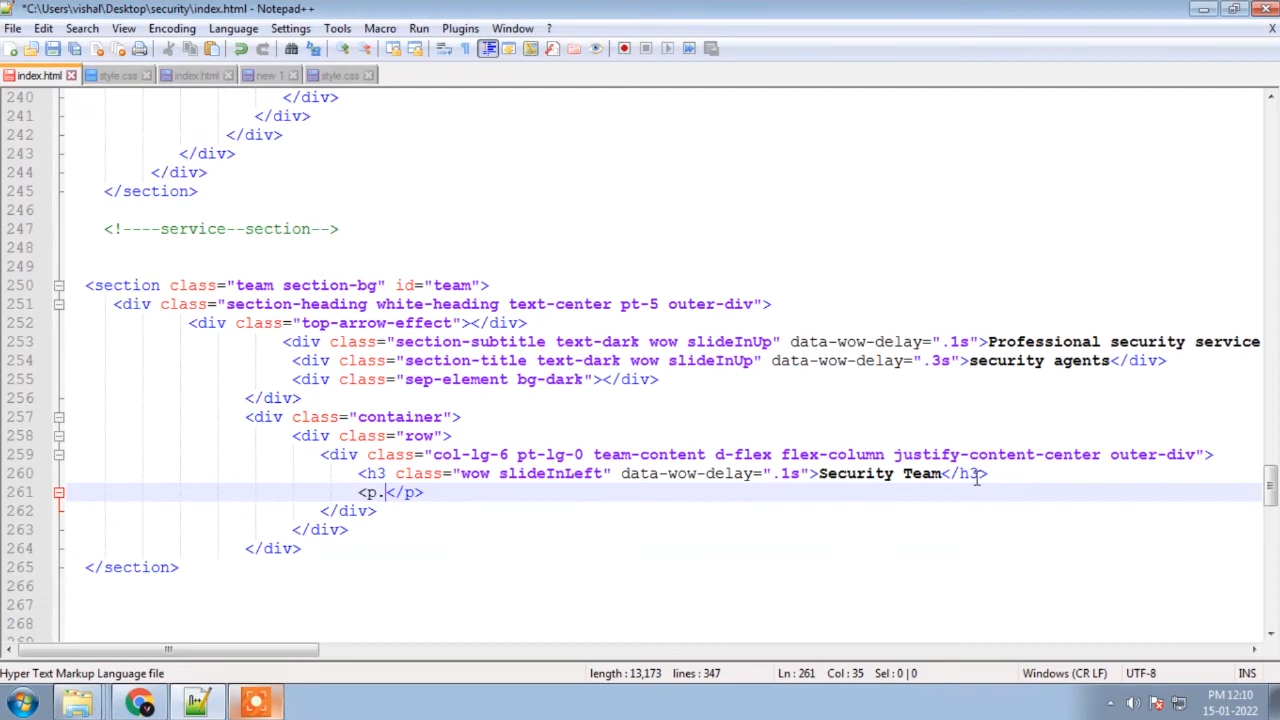 *C:\Users\vishal\Desktop\security\index.html - Notepad++
File Edit Search View Encoding Language Settings Tools Macro Run Plugins Window ? X
index.html style.css index.html new 1 style.css
240 </div>
241 </div>
242 </div>
243 </div>
244 </div>
245 </section>
246
247 <!----service--section-->
248
249
250 <section class="team section-bg" id="team">
251 <div class="section-heading white-heading text-center pt-5 outer-div">
252 <div class="top-arrow-effect"></div>
253 <div class="section-subtitle text-dark wow slideInUp" data-wow-delay=".1s">Professional security service
254 <div class="section-title text-dark wow slideInUp" data-wow-delay=".3s">security agents</div>
255 <div class="sep-element bg-dark"></div>
256 </div>
257 <div class="container">
258 <div class="row">
259 <div class="col-lg-6 pt-lg-0 team-content d-flex flex-column justify-content-center outer-div">
260 <h3 class="wow slideInLeft" data-wow-delay=".1s">Security Team</h3>
261 <p.</p>
262 </div>
263 </div>
264 </div>
265 </section>
266
267
268
Hyper Text Markup Language file length : 13,173 lines : 347 Ln : 261 Col : 35 Sel : 0 | 0 Windows (CR LF) UTF-8 INS
PM 12:10
15-01-2022